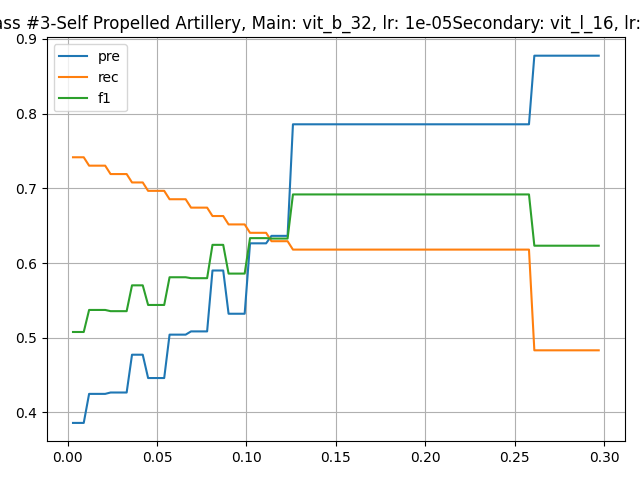 ass #3-Self Propelled Artillery, Main: vit_b_32, lr: 1e-05Secondary: vit_l_16, lr:
0.9
0.8
0.7
0.6
0.5
0.4
pre
rec
f1
0.00 0.05 0.10 0.15 0.20 0.25 0.30